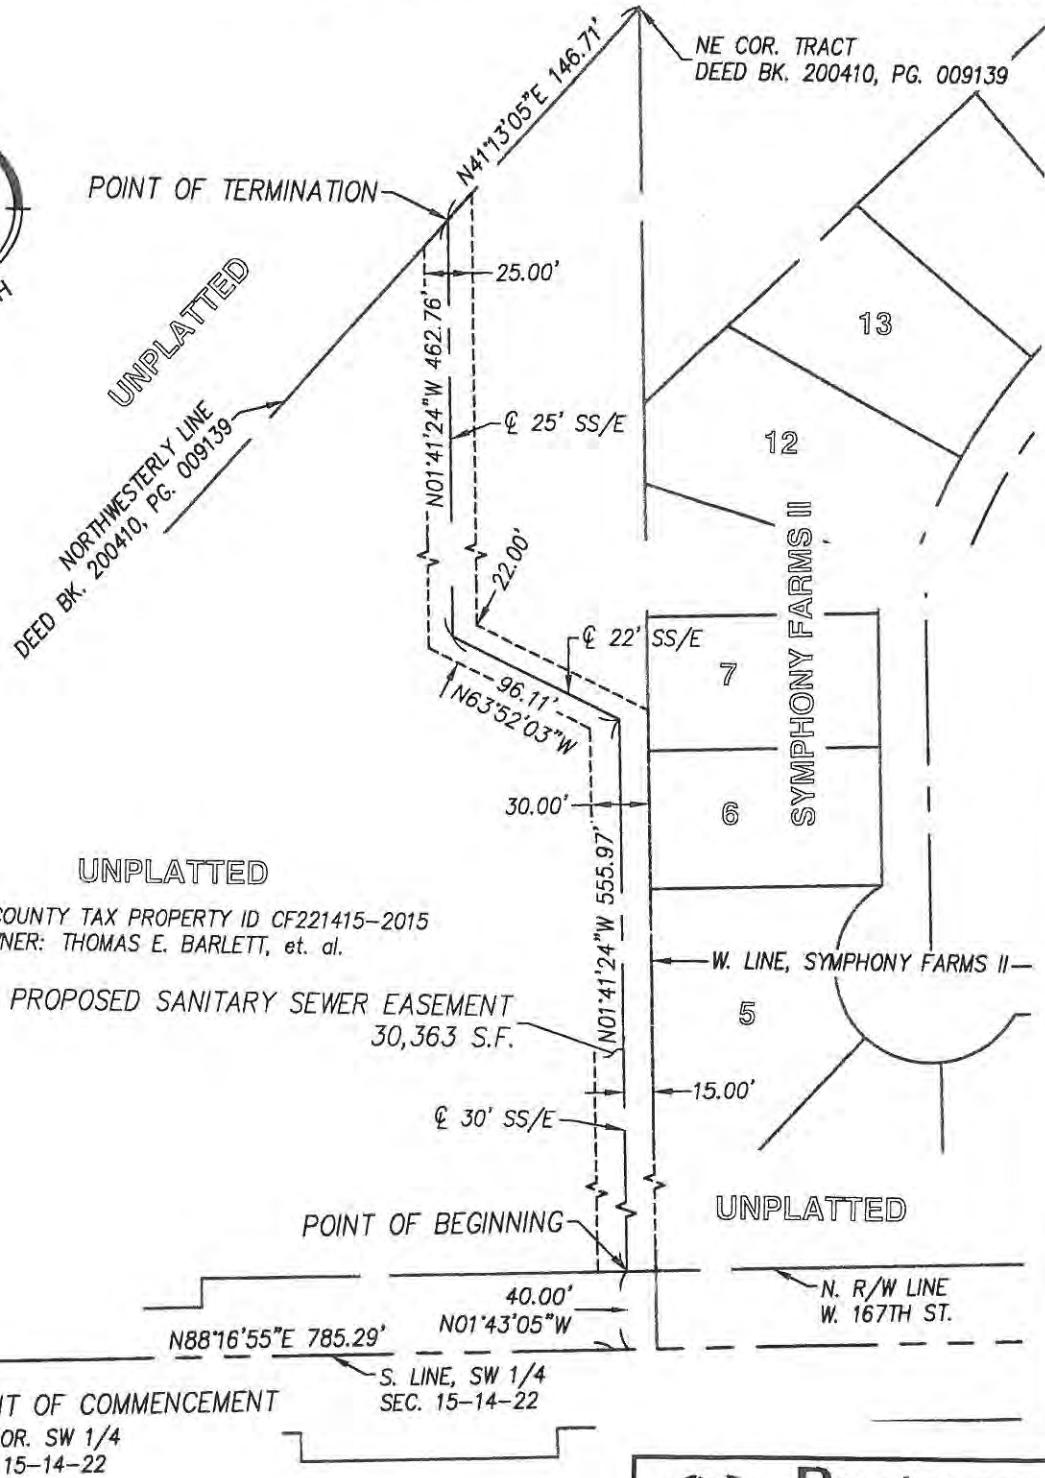 NE COR. TRACT
DEED BK. 200410, PG. 009139
N41°13'05"E 146.71'
POINT OF TERMINATION
UNPLATTED
25.00'
13
NORTHWESTERLY LINE
DEED BK. 200410, PG. 009139
N01°41'24"W 462.76'
℄ 25' SS/E
12
22.00'
SYMPHONY FARMS II
℄ 22' SS/E
7
96.11'
N63°52'03"W
30.00'
6
UNPLATTED
COUNTY TAX PROPERTY ID CF221415-2015
NER: THOMAS E. BARLETT, et. al.
N01°41'24"W 555.97'
W. LINE, SYMPHONY FARMS II
PROPOSED SANITARY SEWER EASEMENT
30,363 S.F.
5
15.00'
℄ 30' SS/E
UNPLATTED
POINT OF BEGINNING
40.00'
N01°43'05"W
N. R/W LINE
W. 167TH ST.
N88°16'55"E 785.29'
S. LINE, SW 1/4
SEC. 15-14-22
NT OF COMMENCEMENT
OR. SW 1/4
15-14-22